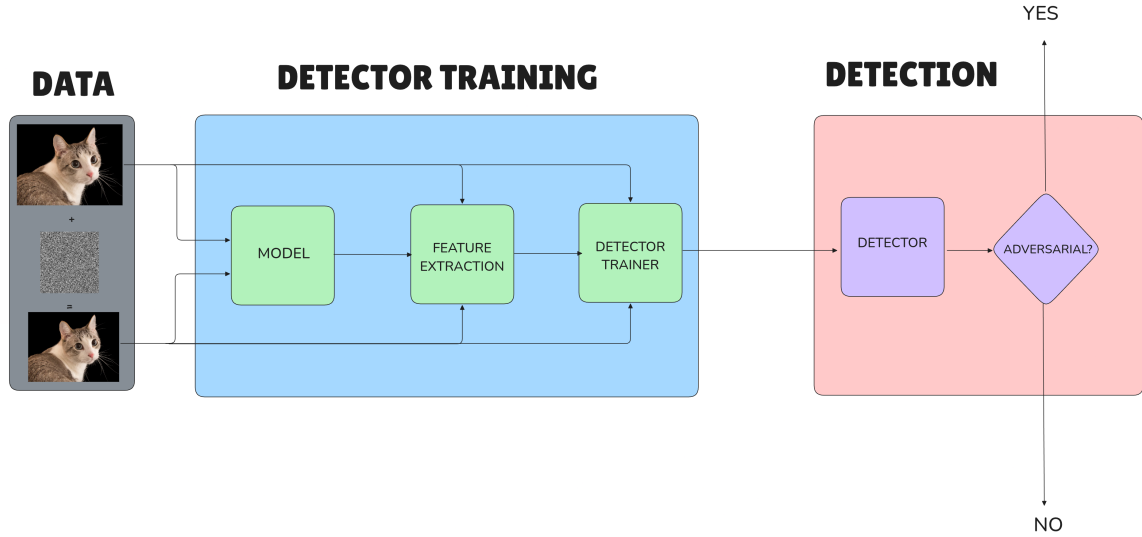 YES
DATA
DETECTOR TRAINING
DETECTION
+
=
MODEL
FEATURE
EXTRACTION
DETECTOR
TRAINER
DETECTOR
ADVERSARIAL?
NO